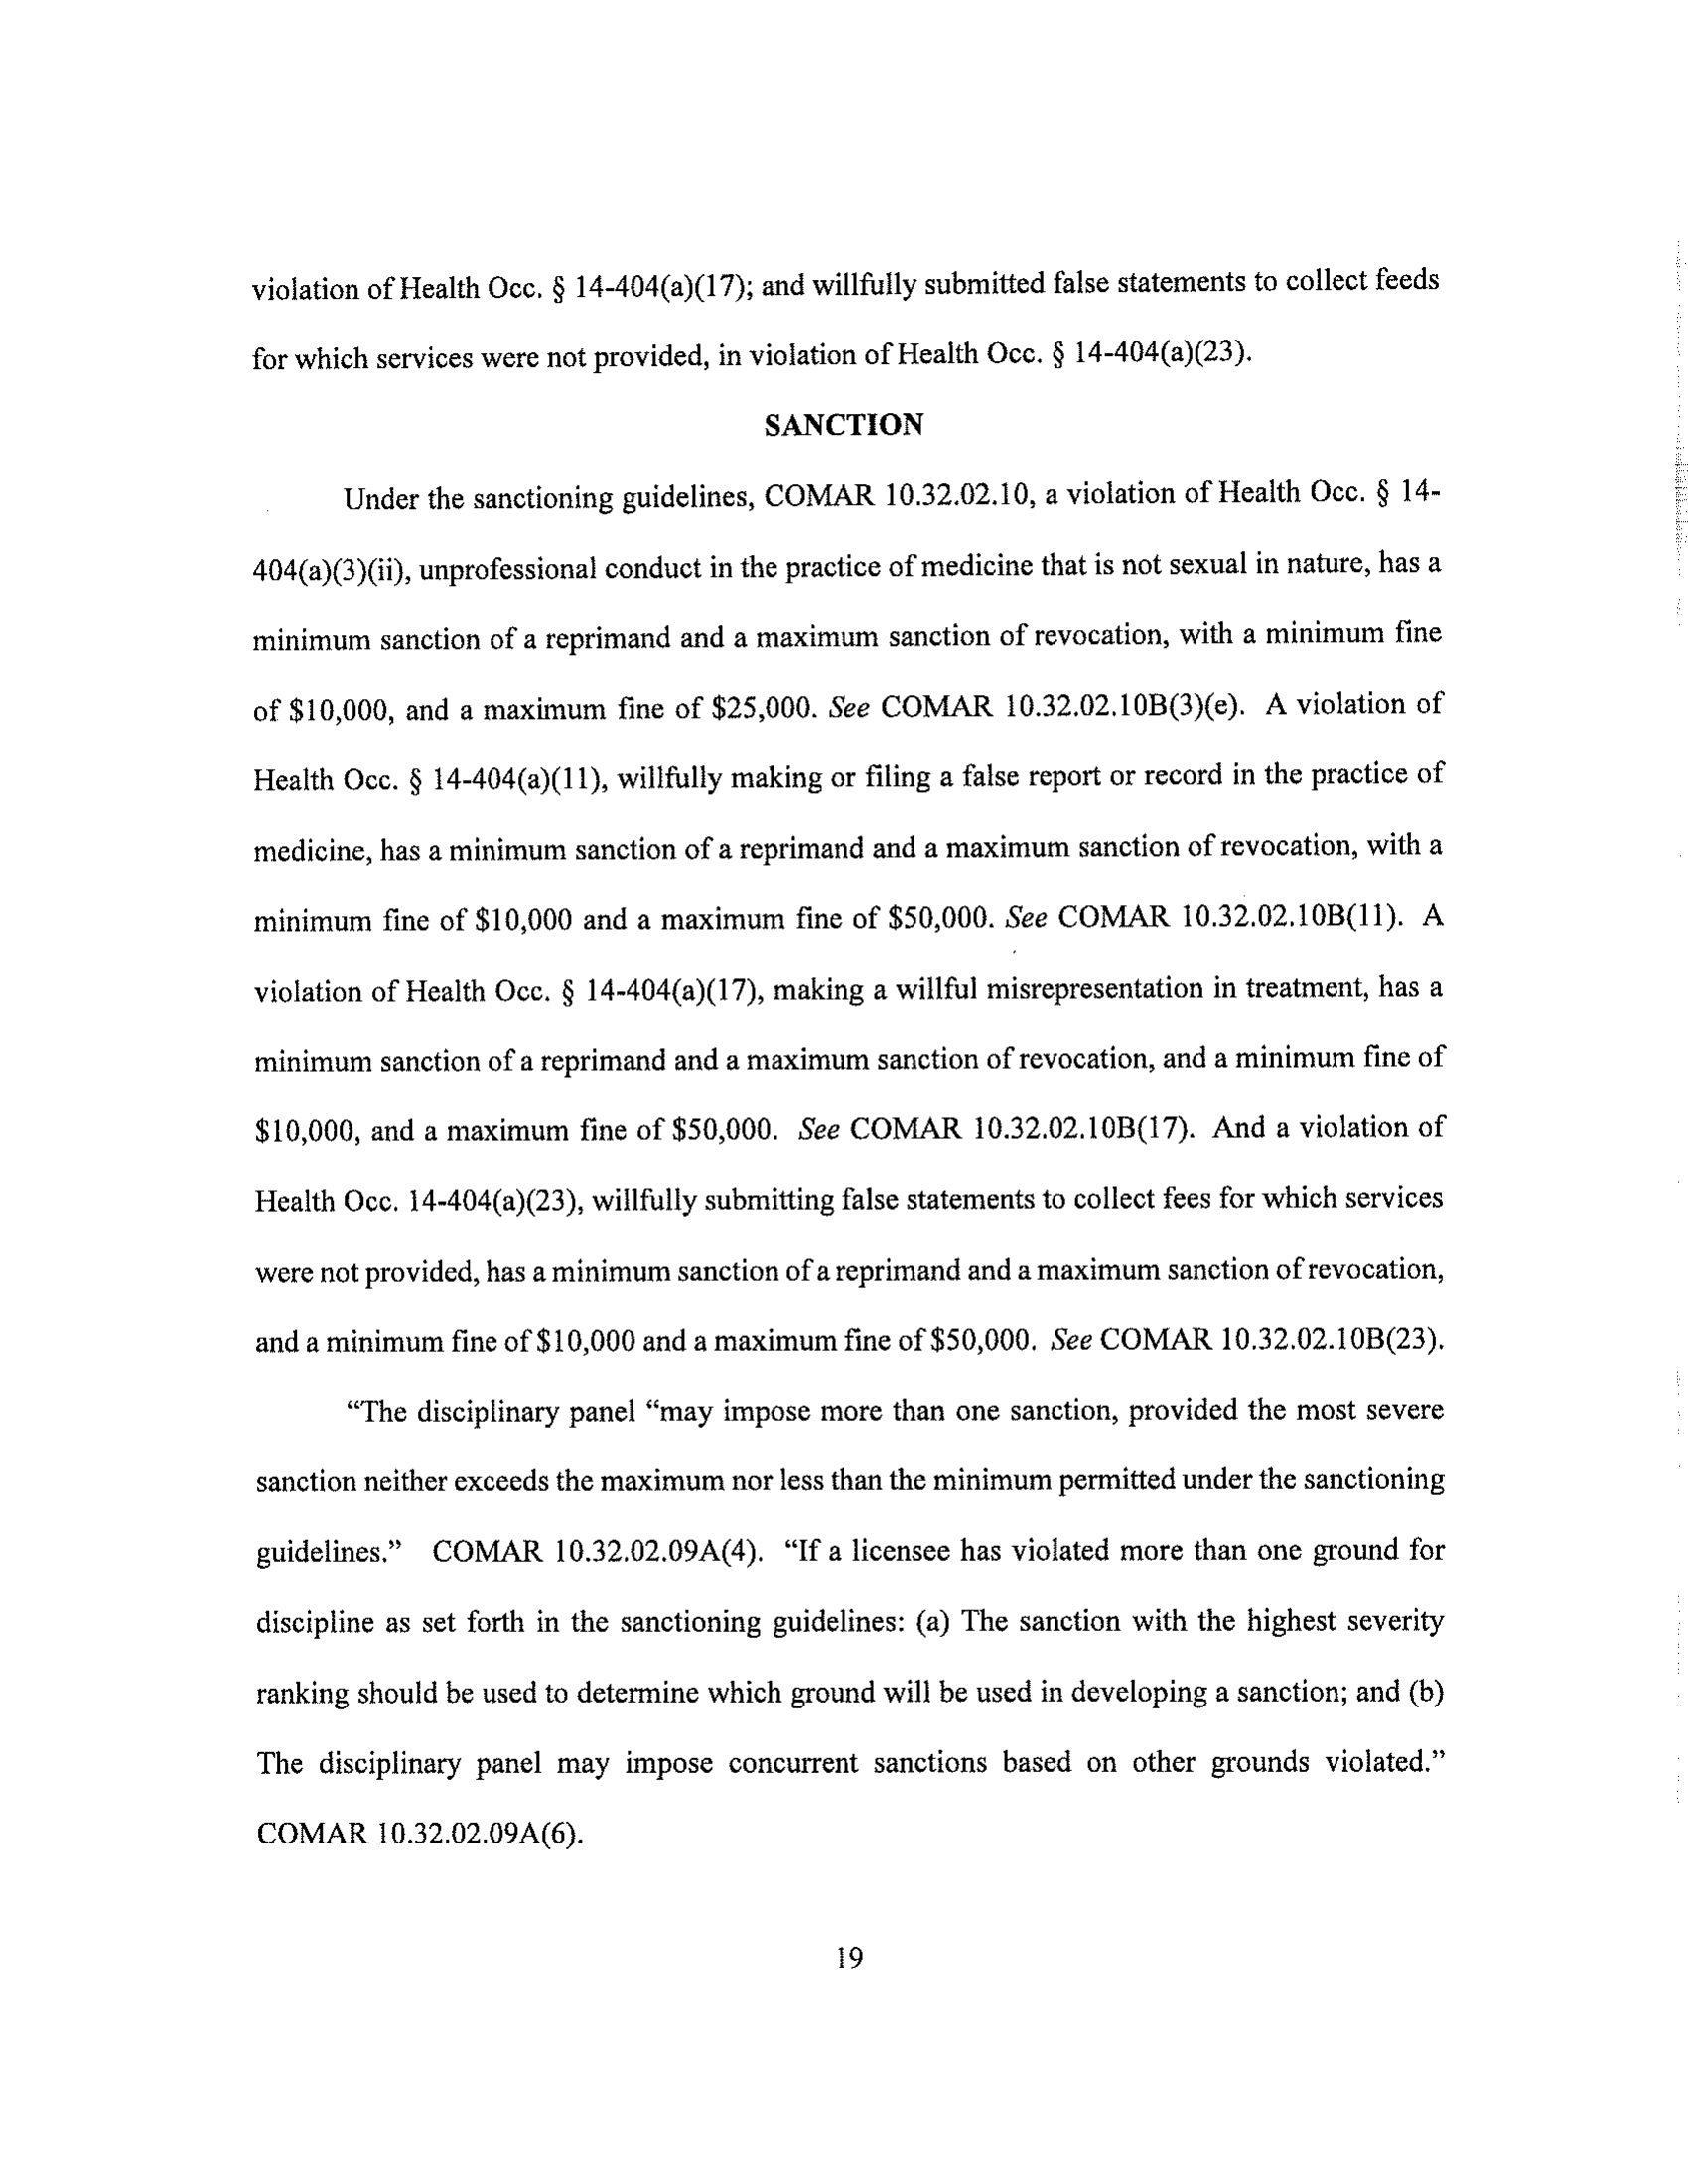 violation of Health Occ. § 14-404(a)(17); and willfully submitted false statements to collect feeds
for which services were not provided, in violation of Health Occ. § 14-404(a)(23).
SANCTION
Under the sanctioning guidelines, COMAR 10.32.02.10, a violation of Health Occ. § 14-
404(a)(3)(ii), unprofessional conduct in the practice of medicine that is not sexual in nature, has a
minimum sanction of a reprimand and a maximum sanction of revocation, with a minimum fine
of $10,000, and a maximum fine of $25,000. See COMAR 10.32.02.10B(3)(e). A violation of
Health Occ. § 14-404(a)(11), willfully making or filing a false report or record in the practice of
medicine, has a minimum sanction of a reprimand and a maximum sanction of revocation, with a
minimum fine of $10,000 and a maximum fine of $50,000. See COMAR 10.32.02.10B(11). A
violation of Health Occ. § 14-404(a)(17), making a willful misrepresentation in treatment, has a
minimum sanction of a reprimand and a maximum sanction of revocation, and a minimum fine of
$10,000, and a maximum fine of $50,000. See COMAR 10.32.02.10B(17). And a violation of
Health Occ. 14-404(a)(23), willfully submitting false statements to collect fees for which services
were not provided, has a minimum sanction of a reprimand and a maximum sanction of revocation,
and a minimum fine of $10,000 and a maximum fine of $50,000. See COMAR 10.32.02.10B(23).
“The disciplinary panel “may impose more than one sanction, provided the most severe
sanction neither exceeds the maximum nor less than the minimum permitted under the sanctioning
guidelines.” COMAR 10.32.02.09A(4). “If a licensee has violated more than one ground for
discipline as set forth in the sanctioning guidelines: (a) The sanction with the highest severity
ranking should be used to determine which ground will be used in developing a sanction; and (b)
The disciplinary panel may impose concurrent sanctions based on other grounds violated.”
COMAR 10.32.02.09A(6).
19